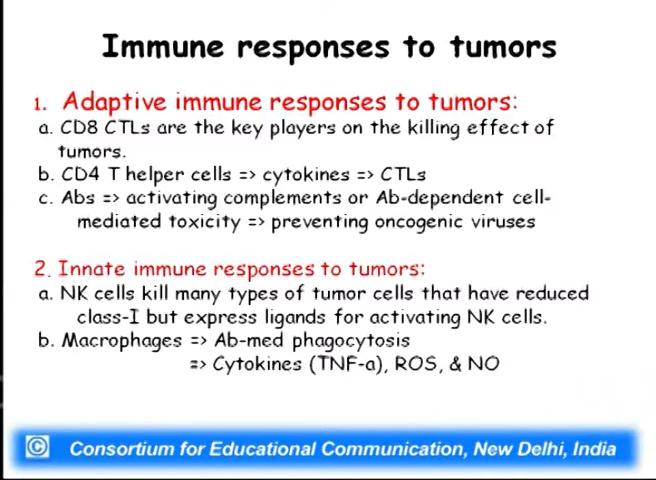 Immune responses to tumors
1. Adaptive immune responses to tumors:
a. CD8 CTLs are the key players on the killing effect of
tumors.
b. CD4 T helper cells => cytokines => CTLs
c. Abs => activating complements or Ab-dependent cell-
mediated toxicity => preventing oncogenic viruses
2. Innate immune responses to tumors:
a. NK cells kill many types of tumor cells that have reduced
class-I but express ligands for activating NK cells.
b. Macrophages => Ab-med phagocytosis
=> Cytokines (TNF-a), ROS, & NO
© Consortium for Educational Communication, New Delhi, India